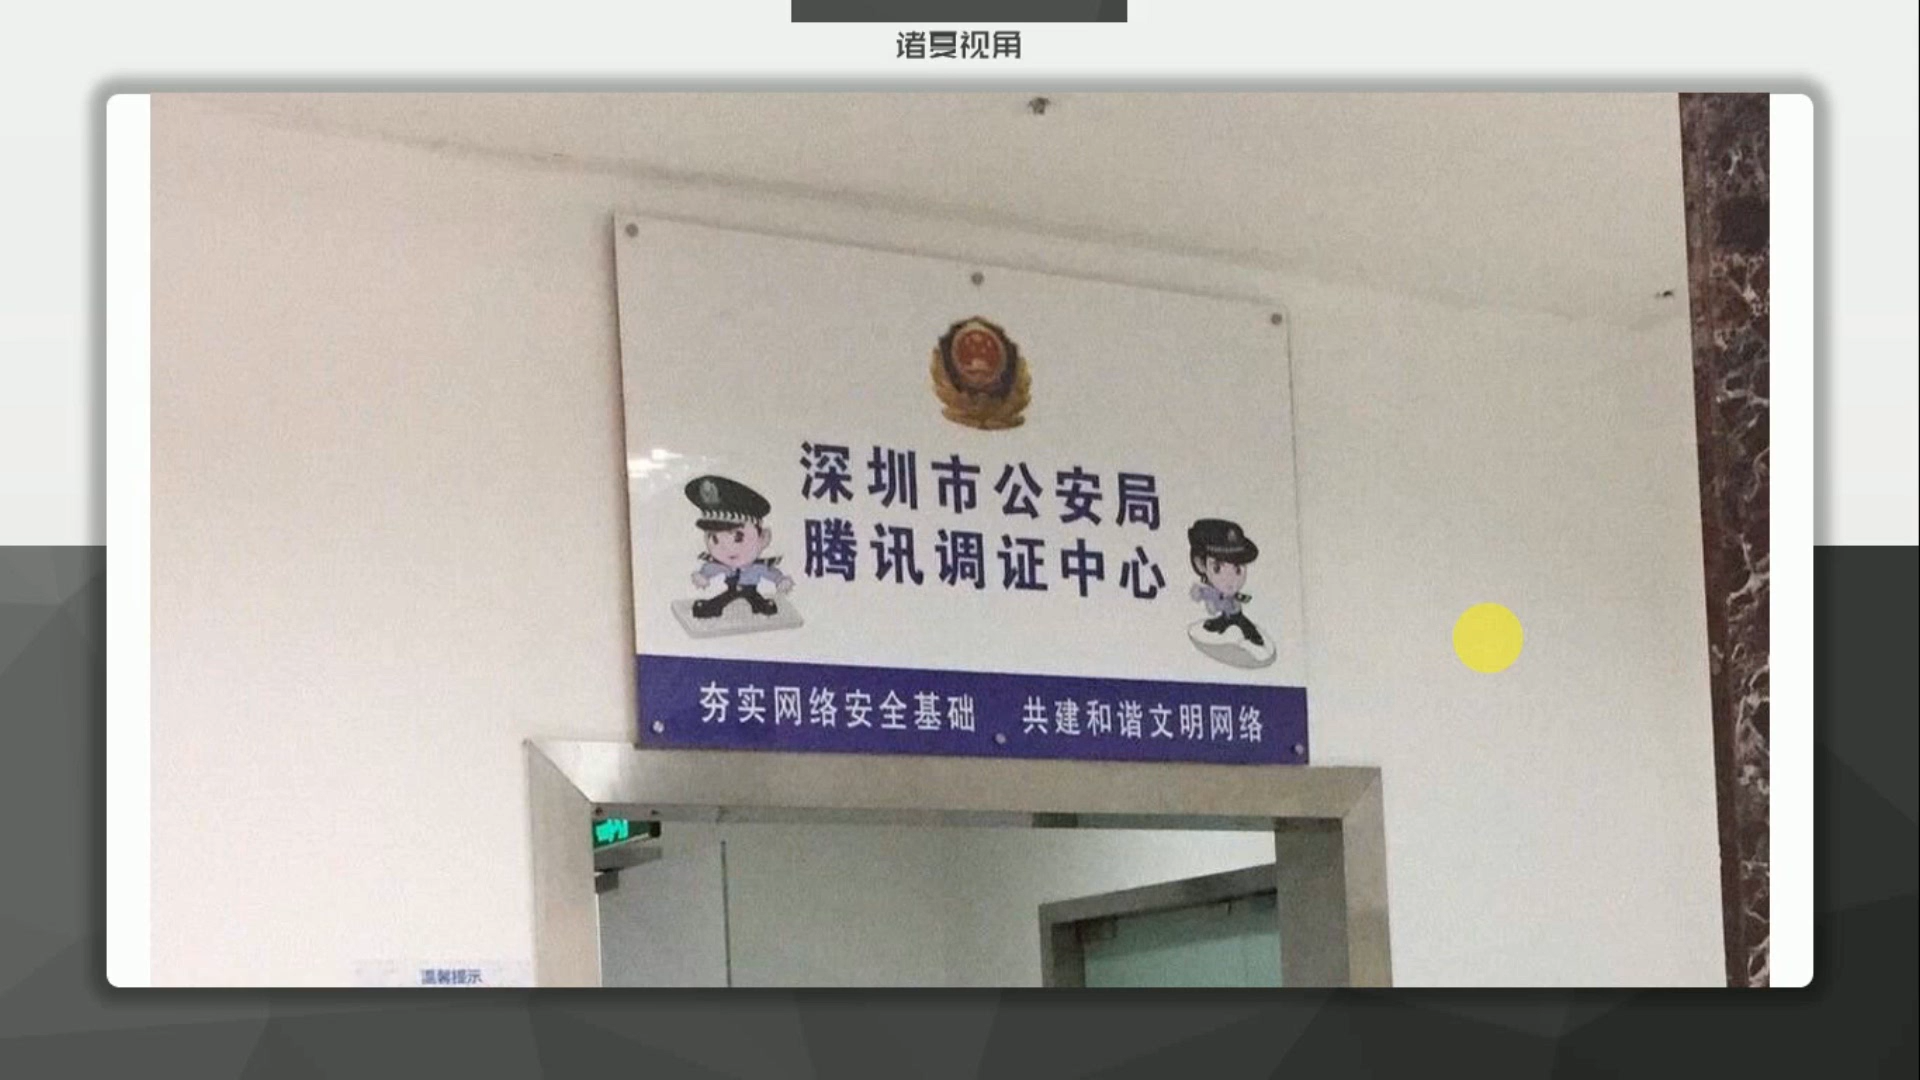 诸夏视角
深圳市公安局
腾讯调证中心
夯实网络安全基础 共建和谐文明网络
温馨提示